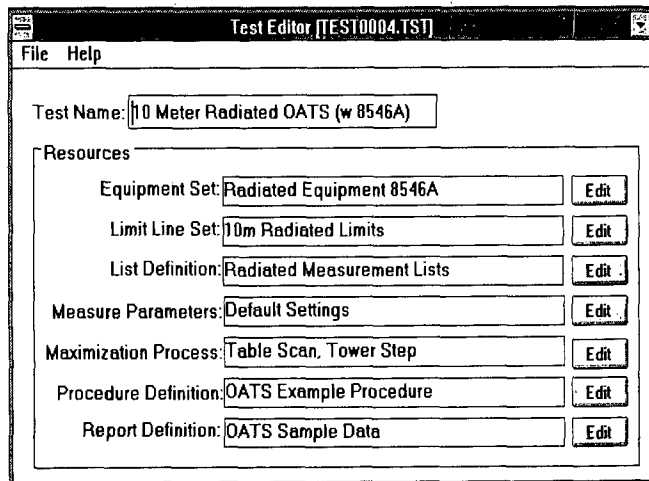 Test Editor [TEST0004.TST]
File Help
Test Name: 10 Meter Radiated OATS (w 8546A)
Resources
Equipment Set: Radiated Equipment 8546A Edit
Limit Line Set: 10m Radiated Limits Edit
List Definition: Radiated Measurement Lists Edit
Measure Parameters: Default Settings Edit
Maximization Process: Table Scan, Tower Step Edit
Procedure Definition: OATS Example Procedure Edit
Report Definition: OATS Sample Data Edit